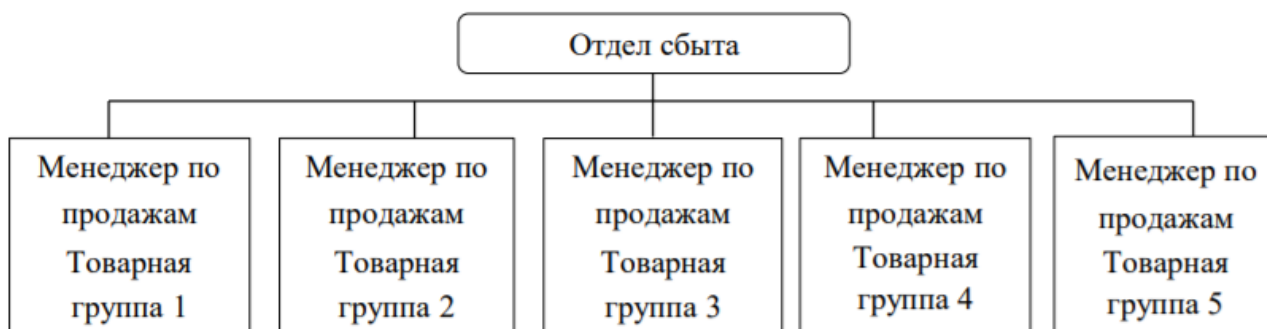 Отдел сбыта
Менеджер по
продажам
Товарная
группа 1
Менеджер по
продажам
Товарная
группа 2
Менеджер по
продажам
Товарная
группа 3
Менеджер по
продажам
Товарная
группа 4
Менеджер по
продажам
Товарная
группа 5